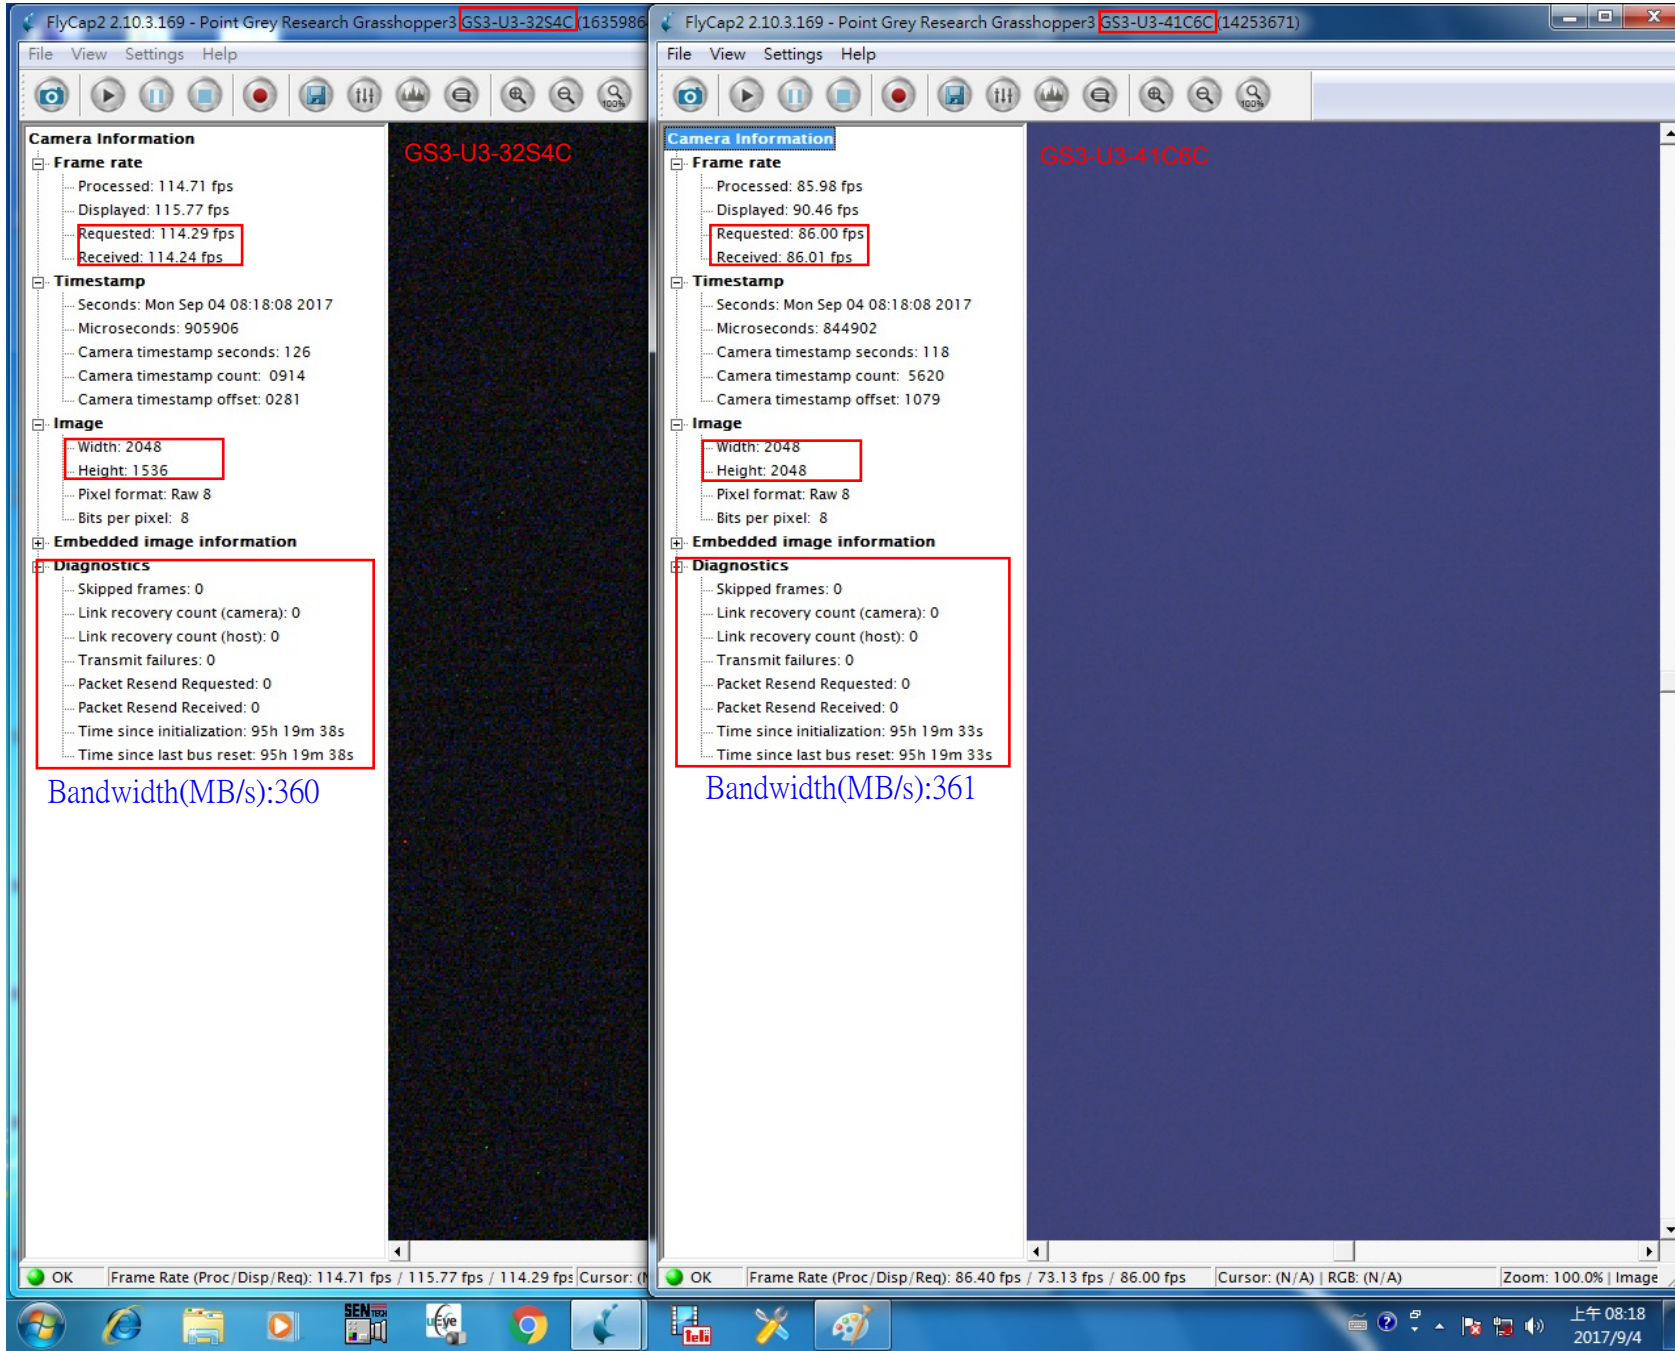 FlyCap2 2.10.3.169 - Point Grey Research Grasshopper3 GS3-U3-32S4C (1635986
File View Settings Help
100%
Camera Information
Frame rate
Processed: 114.71 fps
Displayed: 115.77 fps
Requested: 114.29 fps
Received: 114.24 fps
Timestamp
Seconds: Mon Sep 04 08:18:08 2017
Microseconds: 905906
Camera timestamp seconds: 126
Camera timestamp count: 0914
Camera timestamp offset: 0281
Image
Width: 2048
Height: 1536
Pixel format: Raw 8
Bits per pixel: 8
Embedded image information
Diagnostics
Skipped frames: 0
Link recovery count (camera): 0
Link recovery count (host): 0
Transmit failures: 0
Packet Resend Requested: 0
Packet Resend Received: 0
Time since initialization: 95h 19m 38s
Time since last bus reset: 95h 19m 38s
Bandwidth(MB/s):360
GS3-U3-32S4C
OK Frame Rate (Proc/Disp/Req): 114.71 fps / 115.77 fps / 114.29 fps Cursor: (N
FlyCap2 2.10.3.169 - Point Grey Research Grasshopper3 GS3-U3-41C6C (14253671)
File View Settings Help
100%
Camera Information
Frame rate
Processed: 85.98 fps
Displayed: 90.46 fps
Requested: 86.00 fps
Received: 86.01 fps
Timestamp
Seconds: Mon Sep 04 08:18:08 2017
Microseconds: 844902
Camera timestamp seconds: 118
Camera timestamp count: 5620
Camera timestamp offset: 1079
Image
Width: 2048
Height: 2048
Pixel format: Raw 8
Bits per pixel: 8
Embedded image information
Diagnostics
Skipped frames: 0
Link recovery count (camera): 0
Link recovery count (host): 0
Transmit failures: 0
Packet Resend Requested: 0
Packet Resend Received: 0
Time since initialization: 95h 19m 33s
Time since last bus reset: 95h 19m 33s
Bandwidth(MB/s):361
GS3-U3-41C6C
OK Frame Rate (Proc/Disp/Req): 86.40 fps / 73.13 fps / 86.00 fps Cursor: (N/A) | RGB: (N/A) Zoom: 100.0% | Image
SENTECH
uEye
teli
上午 08:18
2017/9/4